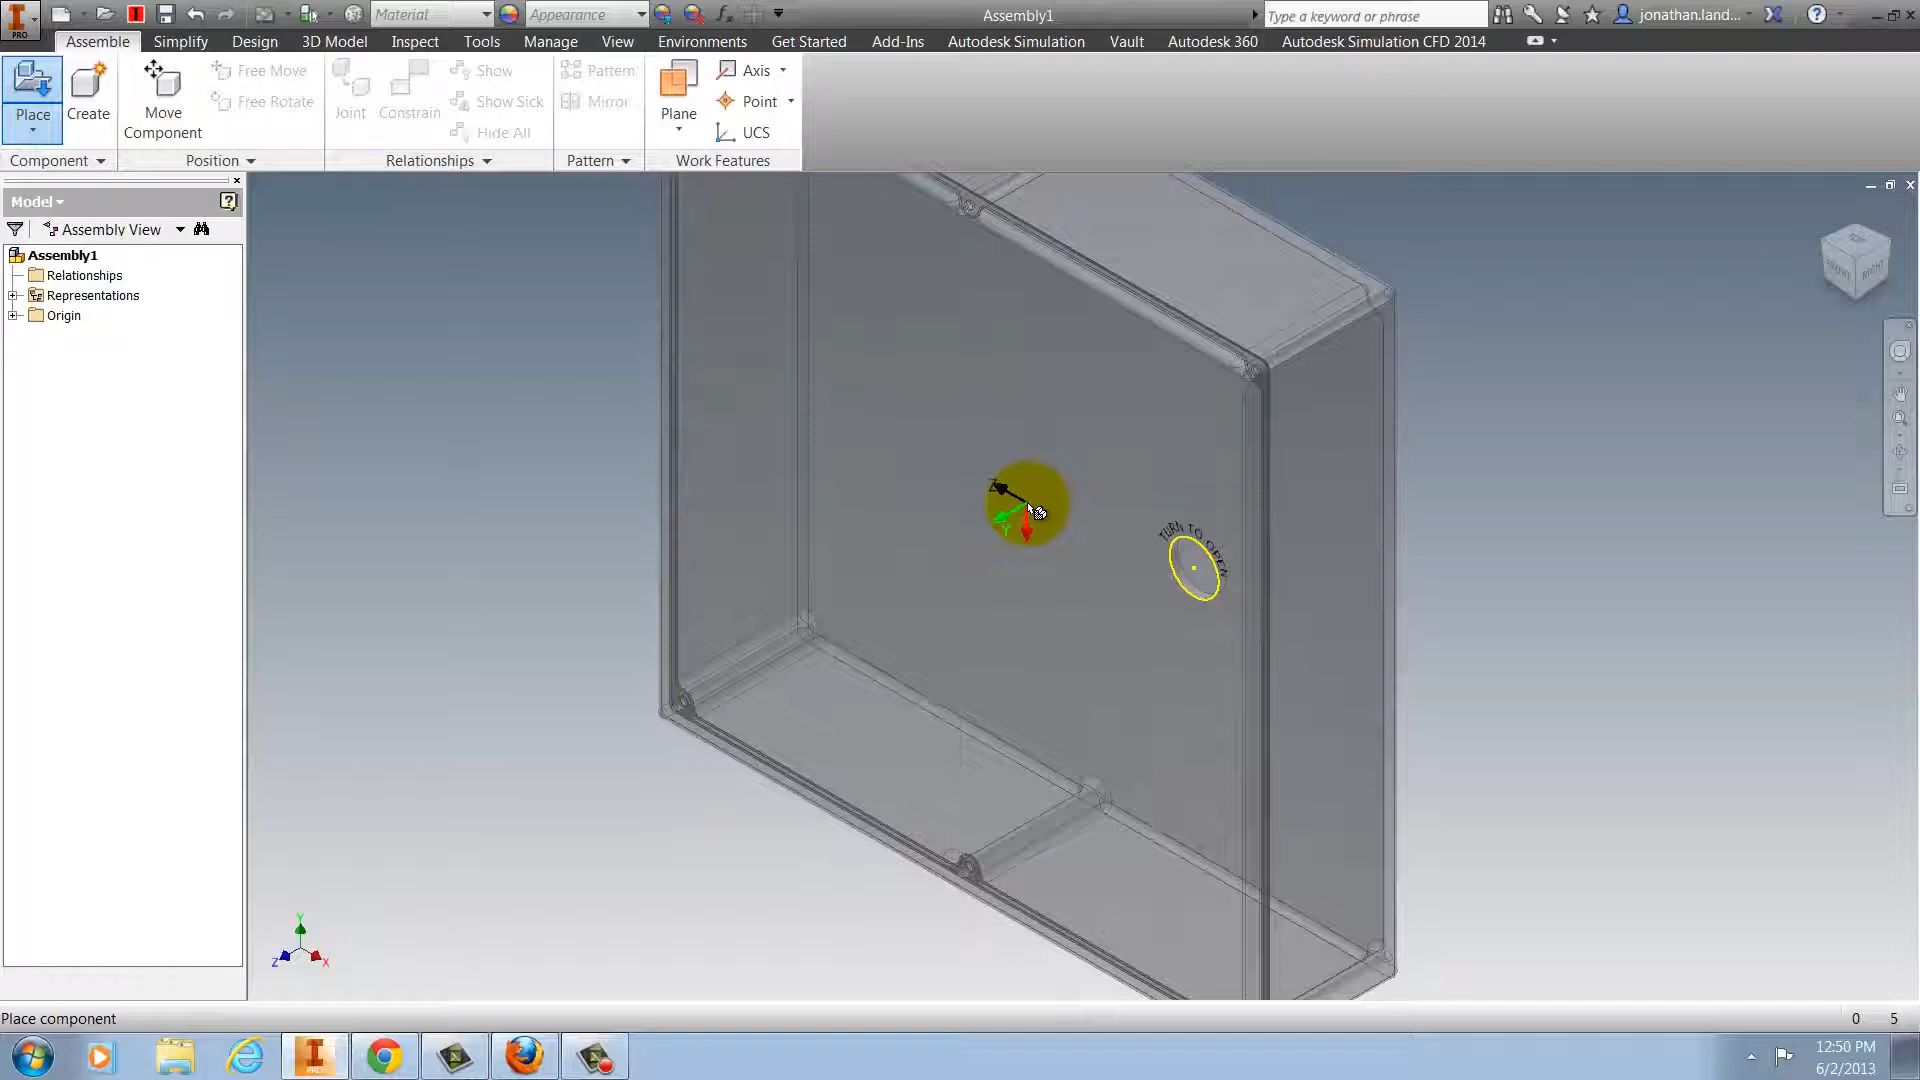 Material
Appearance
Assembly1
Type a keyword or phrase
jonathan.land...
PRO
Assemble
Simplify
Design
3D Model
Inspect
Tools
Manage
View
Environments
Get Started
Add-Ins
Autodesk Simulation
Vault
Autodesk 360
Autodesk Simulation CFD 2014
Place
Create
Move
Component
Free Move
Free Rotate
Joint
Constrain
Show
Show Sick
Hide All
Pattern
Mirror
Plane
Axis
Point
UCS
Component
Position
Relationships
Pattern
Work Features
Model
Assembly View
Assembly1
Relationships
Representations
Origin
RIGHT
Z
Y
TURN TO OPEN
Y
Z
X
Place component
0
5
PRO
12:50 PM
6/2/2013